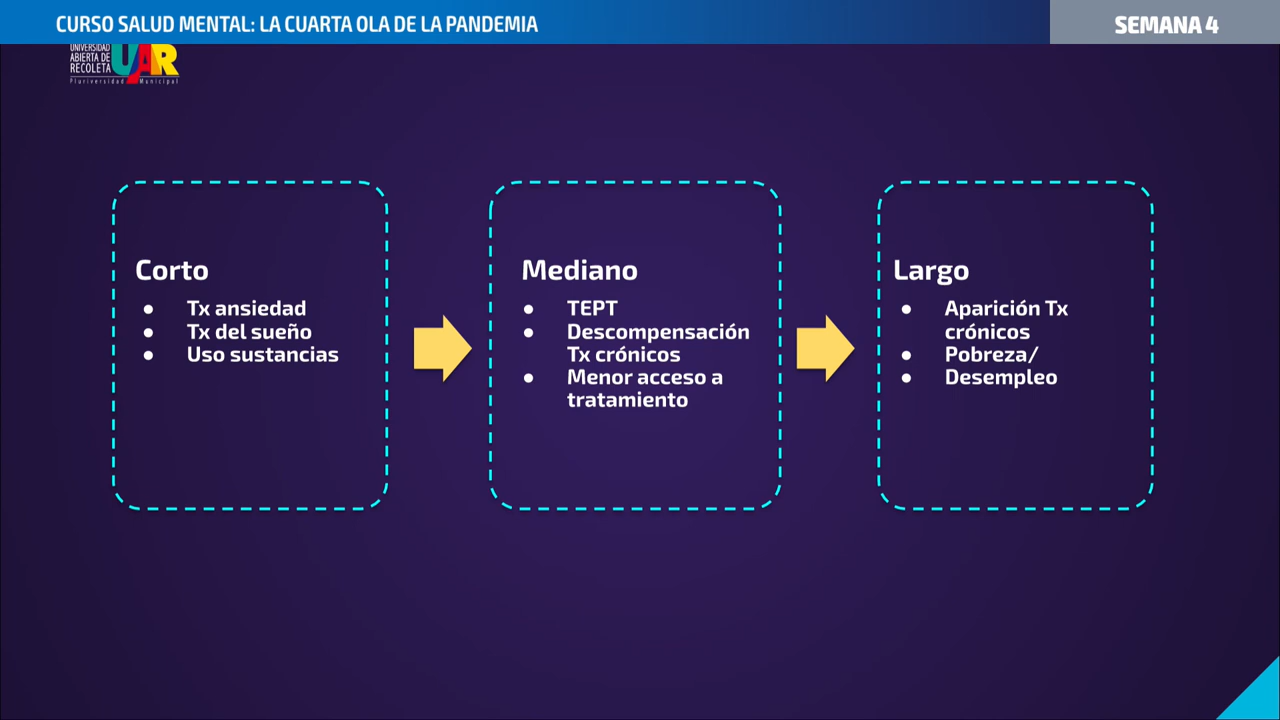 CURSO SALUD MENTAL: LA CUARTA OLA DE LA PANDEMIA
SEMANA 4
UNIVERSIDAD
ABIERTA DE
RECOLETA
UAR
Pluriversidad Municipal
Corto
● Tx ansiedad
● Tx del sueño
● Uso sustancias
Mediano
● TEPT
● Descompensación
Tx crónicos
● Menor acceso a
tratamiento
Largo
● Aparición Tx
crónicos
● Pobreza/
● Desempleo